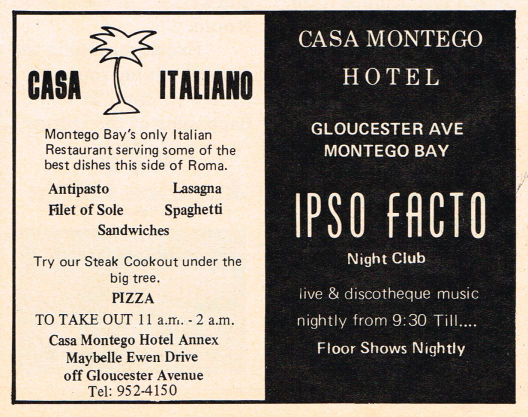 CASA ITALIANO
Montego Bay's only Italian
Restaurant serving some of the
best dishes this side of Roma.
Antipasto Lasagna
Filet of Sole Spaghetti
Sandwiches
Try our Steak Cookout under the
big tree.
PIZZA
TO TAKE OUT 11 a.m. - 2 a.m.
Casa Montego Hotel Annex
Maybelle Ewen Drive
off Gloucester Avenue
Tel: 952-4150
CASA MONTEGO
HOTEL
GLOUCESTER AVE
MONTEGO BAY
IPSO FACTO
Night Club
live & discotheque music
nightly from 9:30 Till....
Floor Shows Nightly